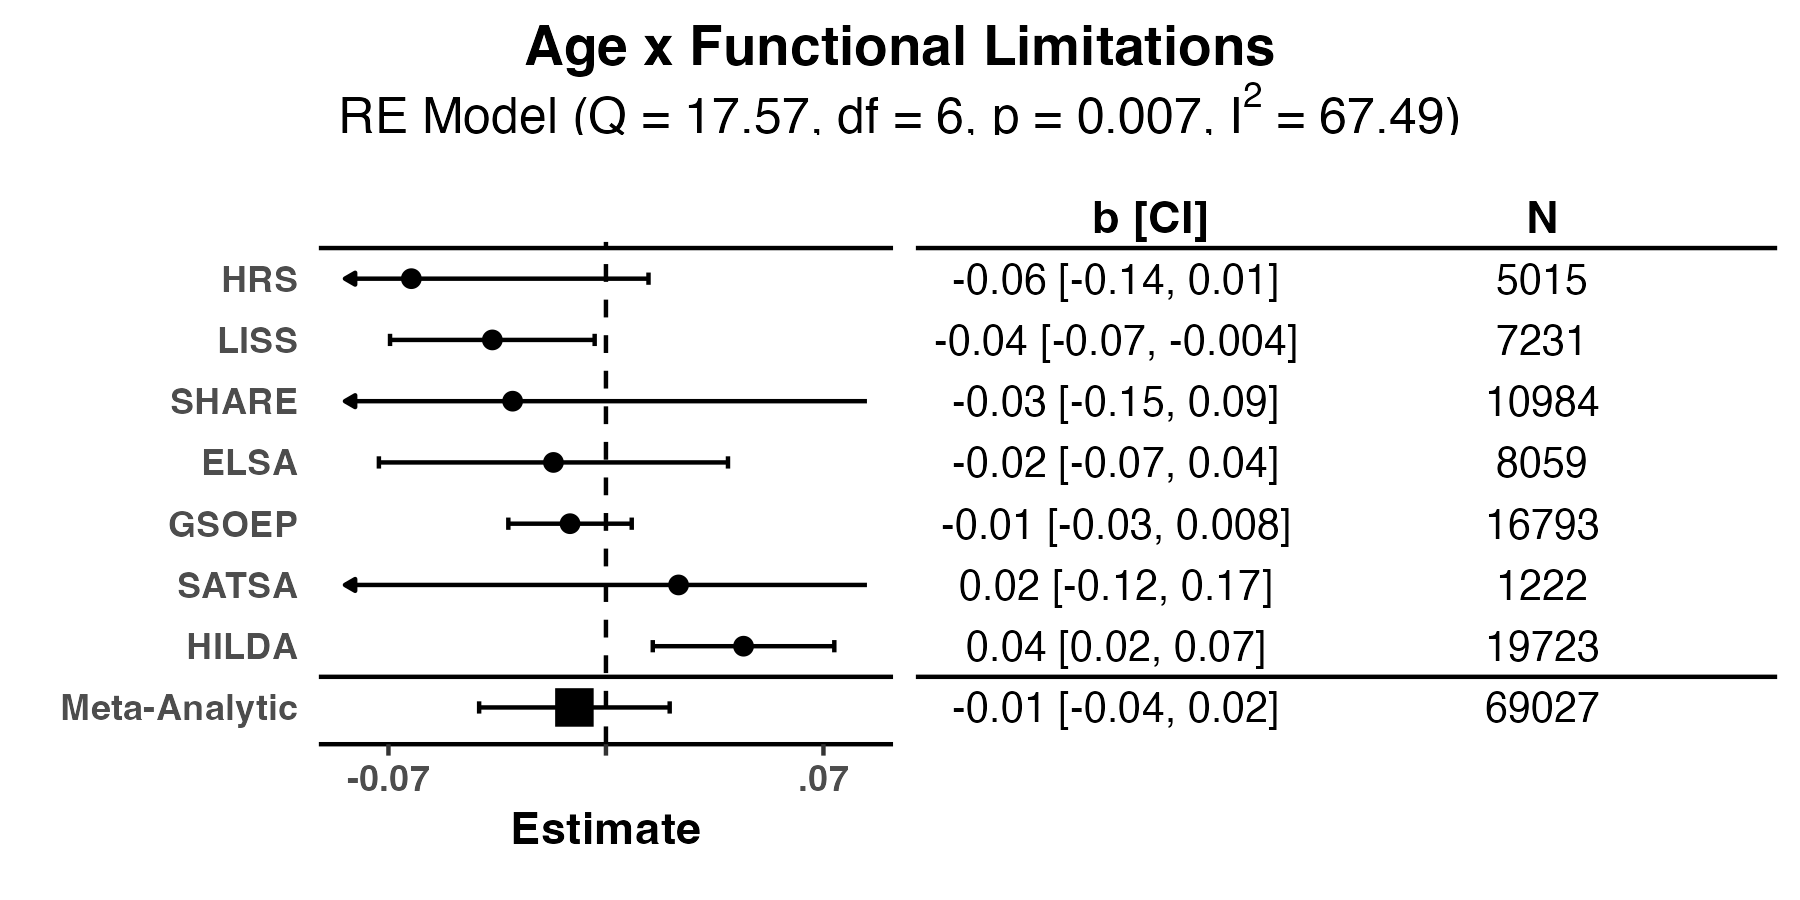 Age x Functional Limitations
RE Model (Q = 17.57, df = 6, p = 0.007, I² = 67.49)
b [CI] N
HRS -0.06 [-0.14, 0.01] 5015
LISS -0.04 [-0.07, -0.004] 7231
SHARE -0.03 [-0.15, 0.09] 10984
ELSA -0.02 [-0.07, 0.04] 8059
GSOEP -0.01 [-0.03, 0.008] 16793
SATSA 0.02 [-0.12, 0.17] 1222
HILDA 0.04 [0.02, 0.07] 19723
Meta-Analytic -0.01 [-0.04, 0.02] 69027
-0.07 .07
Estimate